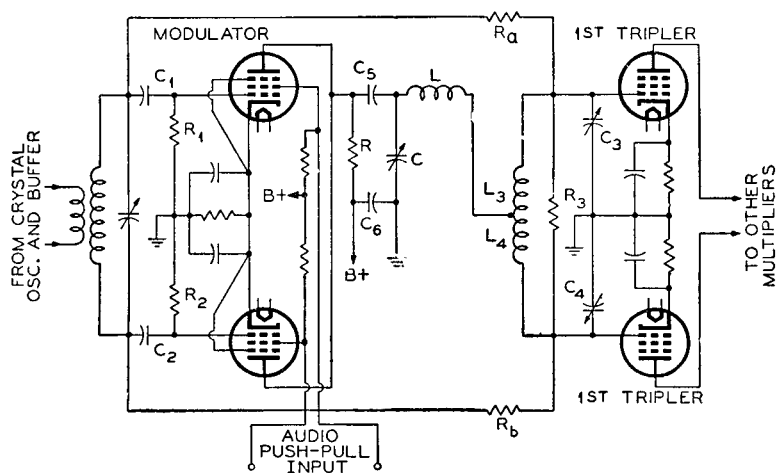 MODULATOR
Ra
1ST TRIPLER
C1
C5
L
R1
R
C
C3
L3
R3
FROM CRYSTAL
OSC. AND BUFFER
B+
C6
L4
TO OTHER
MULTIPLIERS
B+
R2
C4
C2
1ST TRIPLER
Rb
AUDIO
PUSH-PULL
INPUT